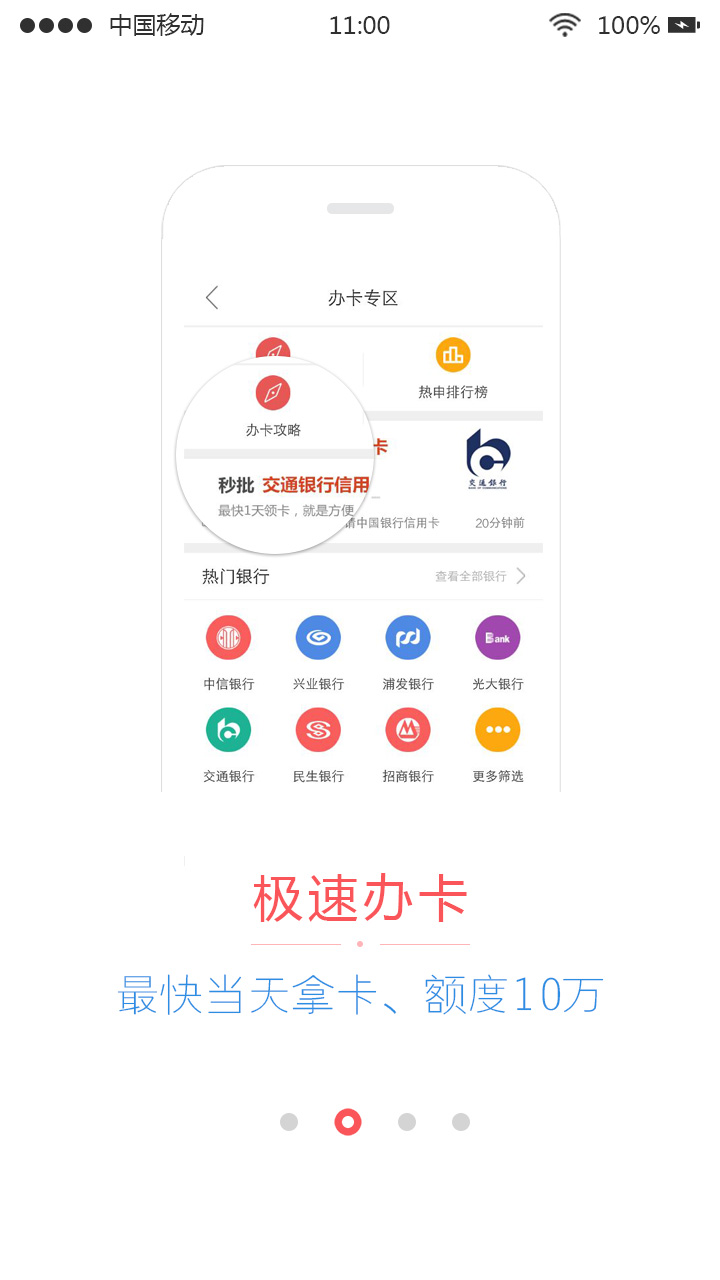 中国移动 11:00 100%
办卡专区
热申排行榜
办卡攻略
卡
秒批 交通银行信用
最快1天领卡，就是方便
交通银行
请中国银行信用卡 20分钟前
热门银行 查看全部银行
Bank
中信银行 兴业银行 浦发银行 光大银行
交通银行 民生银行 招商银行 更多筛选
极速办卡
最快当天拿卡、额度10万